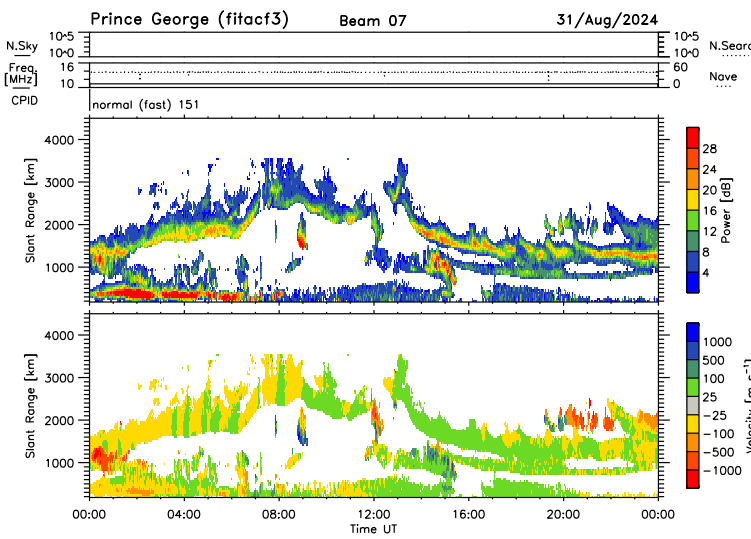 Prince George (fitacf3) Beam 07 31/Aug/2024
N.Sky 10^5 10^0 10^5 10^0 N.Sear
Freq [MHz] 16 10 60 0 Nave
CPID normal (fast) 151
Slant Range [km] 4000 3000 2000 1000
28 24 20 16 12 8 4 Power [dB]
Slant Range [km] 4000 3000 2000 1000
1000 500 100 25 -25 -100 -500 -1000 Velocity [m s⁻¹]
00:00 04:00 08:00 12:00 16:00 20:00 00:00
Time UT